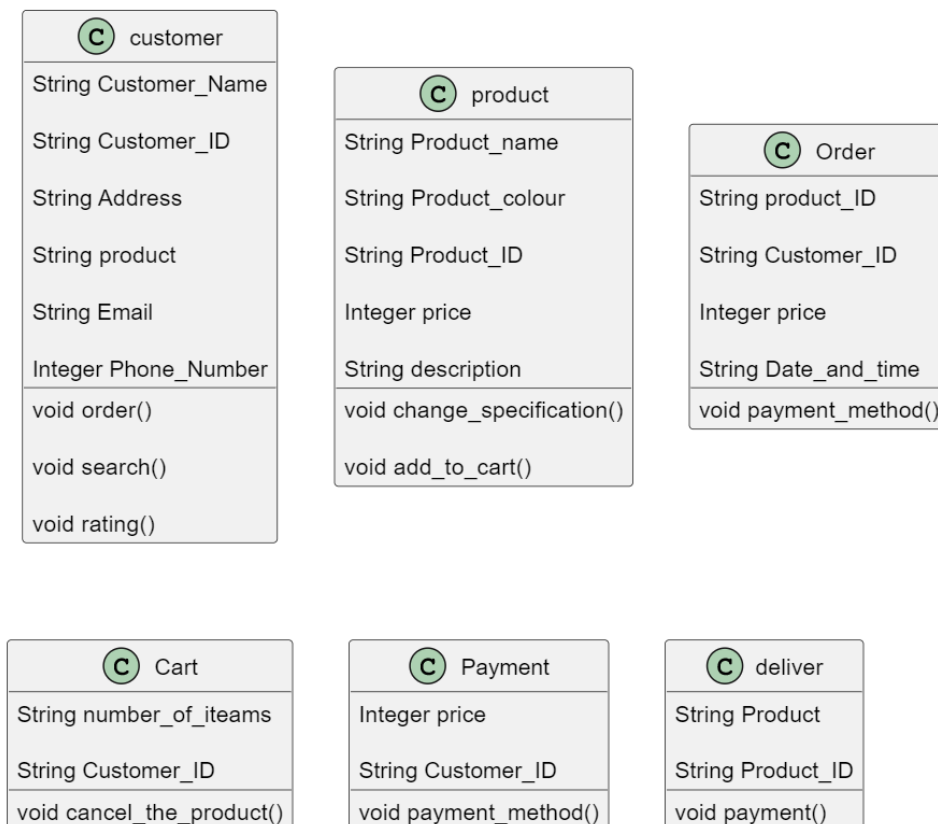 C customer
String Customer_Name
String Customer_ID
String Address
String product
String Email
Integer Phone_Number
void order()
void search()
void rating()
C product
String Product_name
String Product_colour
String Product_ID
Integer price
String description
void change_specification()
void add_to_cart()
C Order
String product_ID
String Customer_ID
Integer price
String Date_and_time
void payment_method()
C Cart
String number_of_iteams
String Customer_ID
void cancel_the_product()
C Payment
Integer price
String Customer_ID
void payment_method()
C deliver
String Product
String Product_ID
void payment()